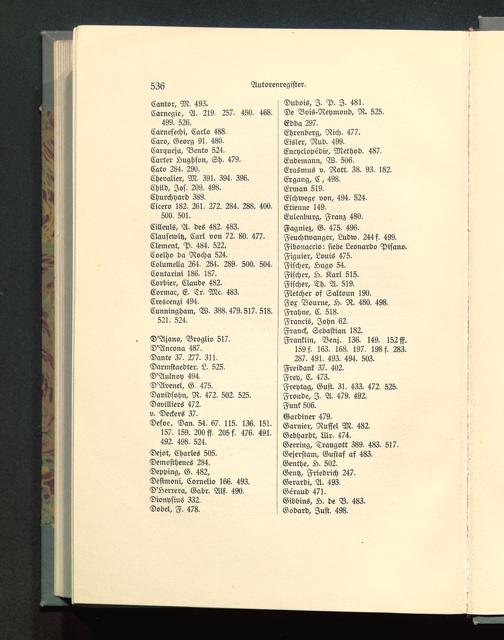 536
Autorenregister.
Cantor, M. 493.
Carnegie, A. 219. 257. 450. 468.
499. 526.
Carnesechi, Carlo 488.
Caro, Georg 91. 480.
Carqueja, Bento 524.
Carter Hughson, Sh. 479.
Cato 284. 290.
Chevalier, M. 391. 394. 396.
Child, Jos. 209. 498.
Churchyard 389.
Cicero 182. 261. 272. 284. 288. 400.
500. 501.
Cilleuls, A. des 482. 483.
Clausewitz, Carl von 72. 80. 477.
Clement, P. 484. 522.
Coelho da Rocha 524.
Columella 264. 284. 289. 500. 504.
Contarini 186. 187.
Corbier, Claude 482.
Cormac, E. Tr. Mc. 483.
Crescenzi 494.
Cunningham, W. 388. 479. 517. 518.
521. 524.
D'Ajano, Broglio 517.
D'Ancona 487.
Dante 37. 277. 311.
Darmstaedter, L. 525.
D'Aulnoy 494.
D'Avenel, G. 475.
Davidsohn, R. 472. 502. 525.
Davilliers 472.
v. Deckers 37.
Defoe, Dan. 54. 67. 115. 136. 151.
157. 159. 200 ff. 205 f. 476. 491.
492. 498. 524.
Dejot, Charles 505.
Demosthenes 284.
Depping, G. 482,
Desimoni, Cornelio 166. 493.
D'Herrera, Gabr. Alf. 490.
Dionysius 332.
Dobel, F. 478.
Dubois, J. P. J. 481.
De Bois-Reymond, R. 525.
Edda 297.
Ehrenberg, Rich. 477.
Eisler, Rud. 499.
Encyclopédie, Method. 487.
Endemann, W. 506.
Erasmus v. Rott. 38. 93. 182.
Ergang, C, 498.
Erman 519.
Eschwege von, 494. 524.
Etienne 149.
Eulenburg, Franz 480.
Fagniez, G. 475. 496.
Feuchtwanger, Ludw. 244 f. 499.
Fibonaccio: siehe Leonardo Pisano.
Figuier, Louis 475.
Fischer, Hugo 54.
Fischer, H. Karl 515.
Fischer, Th. A. 519.
Fletcher of Saltoun 190.
Fox Bourne, H. R. 480. 498.
Frahne, C. 518.
Francis, John 62.
Franck, Sebastian 182.
Franklin, Benj. 136. 149. 152 ff.
159 f. 163. 168. 197. 198 f. 283.
287. 491. 493. 494. 503.
Freidank 37. 402.
Frey, C. 473.
Freytag, Gust. 31. 433. 472. 525.
Froude, J. A. 479. 492.
Funk 506.
Gardiner 479.
Garnier, Russel M. 482.
Gebhardt, Ulr. 474.
Geering, Traugott 389. 483. 517.
Gejerstam, Gustaf af 483.
Genthe, H. 502.
Gentz, Friedrich 247.
Gerardi, A. 493.
Géraud 471.
Gibbins, H. de B. 483.
Godard, Just. 498.